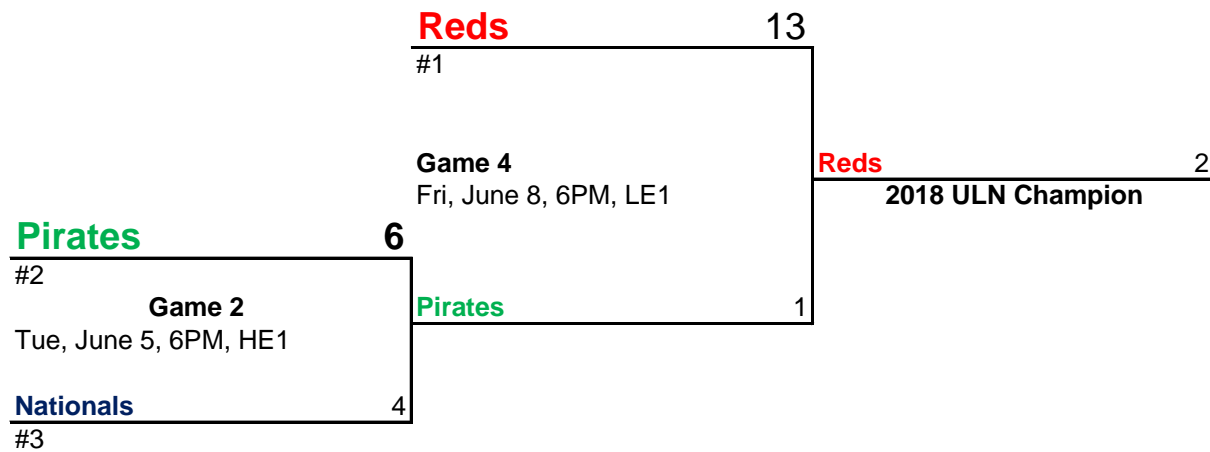 Reds 13
#1
Game 4
Fri, June 8, 6PM, LE1
Reds 2
2018 ULN Champion
Pirates 6
#2
Game 2
Tue, June 5, 6PM, HE1
Pirates 1
Nationals 4
#3